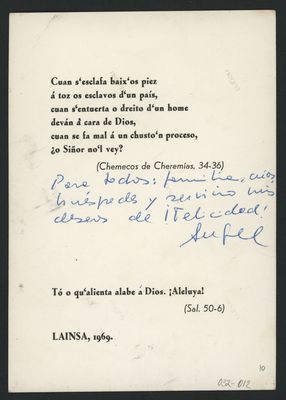 Cuan s'esclafa baix'os piez
á toz os esclavos d'un país,
cuan s'entuerta o dreito d'un home
deván â cara de Dios,
cuan se fa mal á un chusto'n proceso,
¿o Siñor no'l vey?
(Chemecos de Cheremías, 34-36)
Para todos: familia,
huéspedes y servicio mis
deseos de ¡Felicidad!
Angel
Tó o qu'alienta alabe á Dios. ¡Aleluya!
(Sal. 50-6)
LAINSA, 1969.
10
032-012